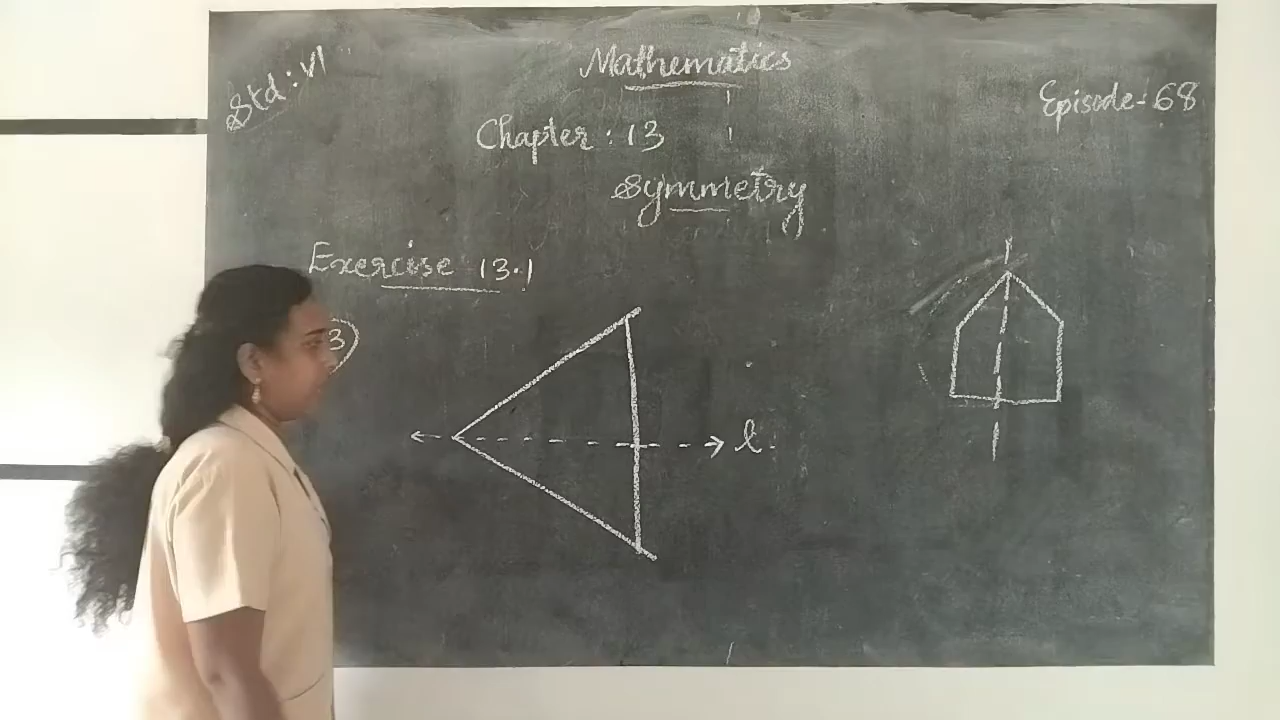 Std: VI
Mathematics
Episode-68
Chapter: 13
Symmetry
Exercise 13.1
3)
l.